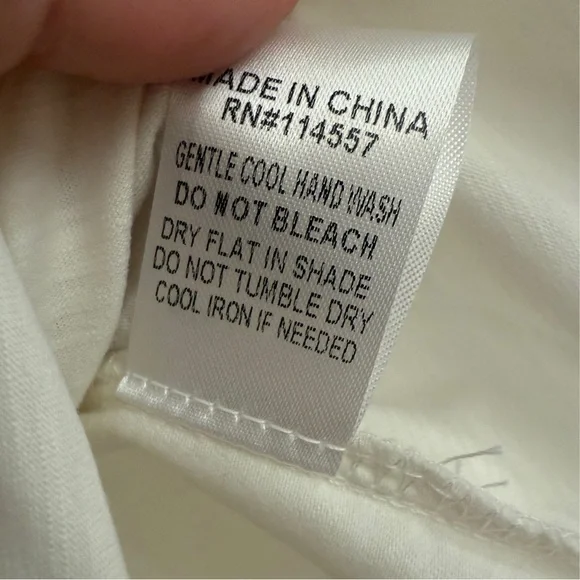 MADE IN CHINA
RN#114557
GENTLE COOL HAND WASH
DO NOT BLEACH
DRY FLAT IN SHADE
DO NOT TUMBLE DRY
COOL IRON IF NEEDED